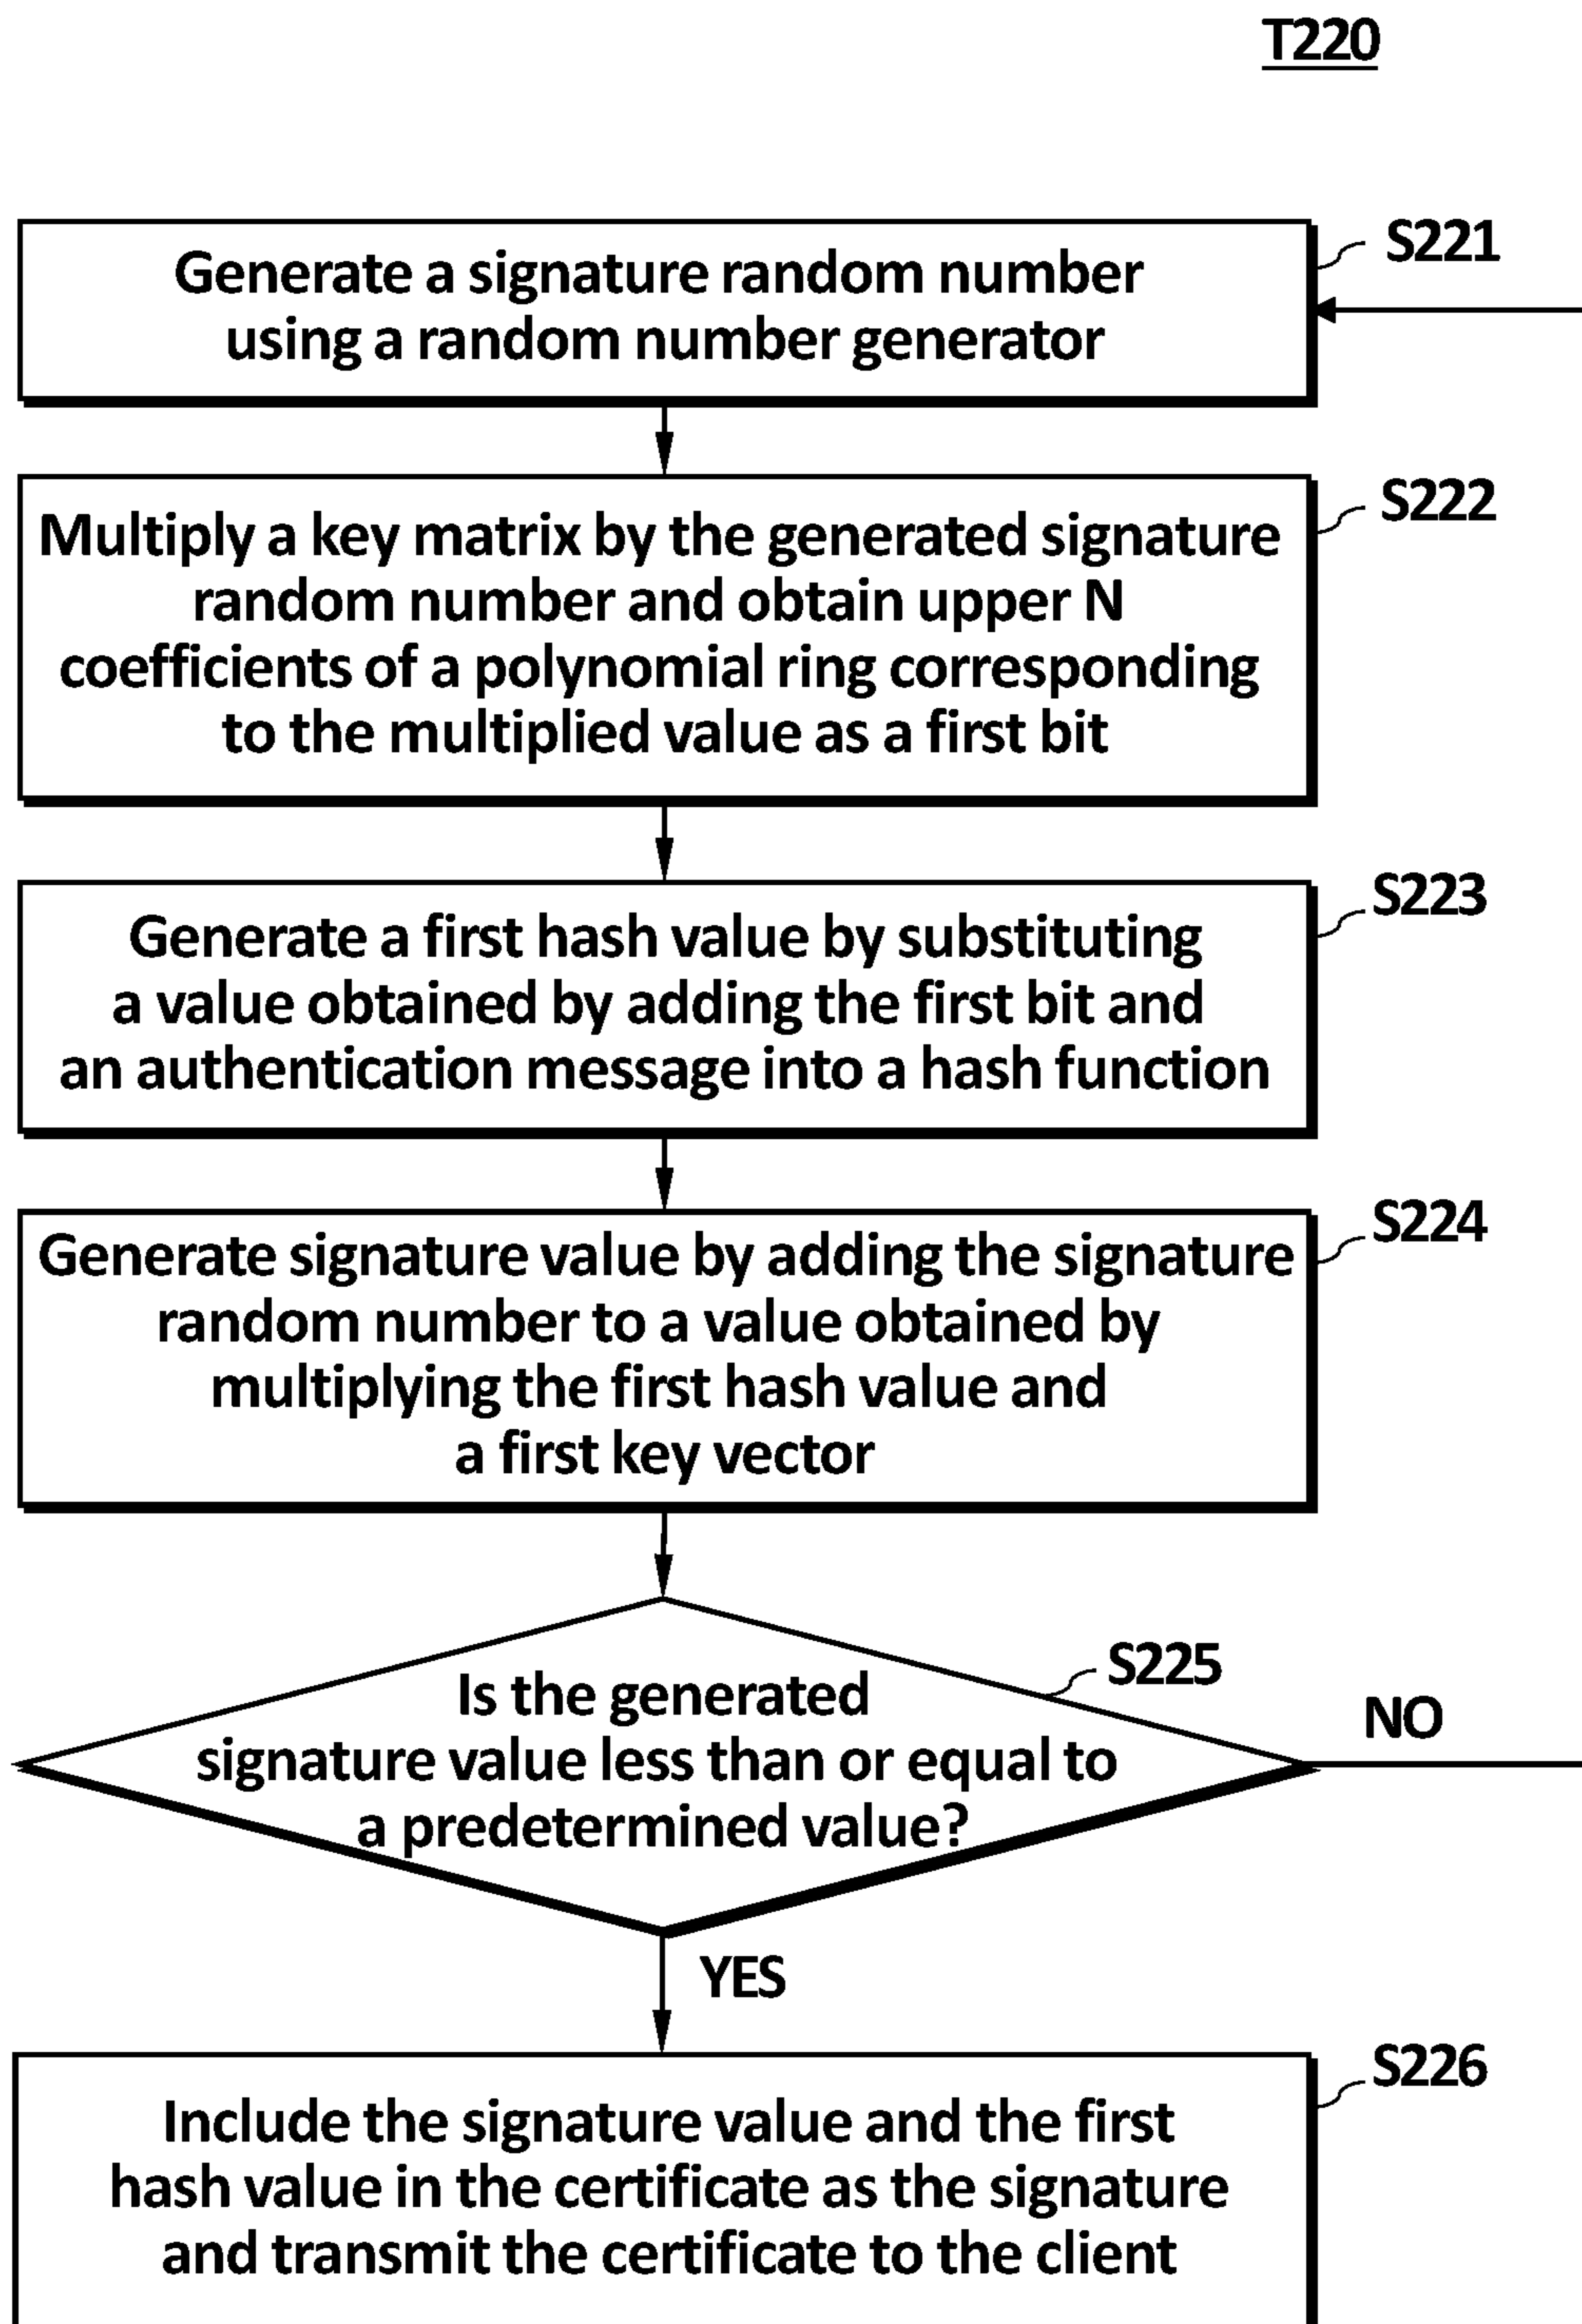 T220
S221
Generate a signature random number
using a random number generator
S222
Multiply a key matrix by the generated signature
random number and obtain upper N
coefficients of a polynomial ring corresponding
to the multiplied value as a first bit
S223
Generate a first hash value by substituting
a value obtained by adding the first bit and
an authentication message into a hash function
S224
Generate signature value by adding the signature
random number to a value obtained by
multiplying the first hash value and
a first key vector
S225
Is the generated
signature value less than or equal to
a predetermined value?
NO
YES
S226
Include the signature value and the first
hash value in the certificate as the signature
and transmit the certificate to the client